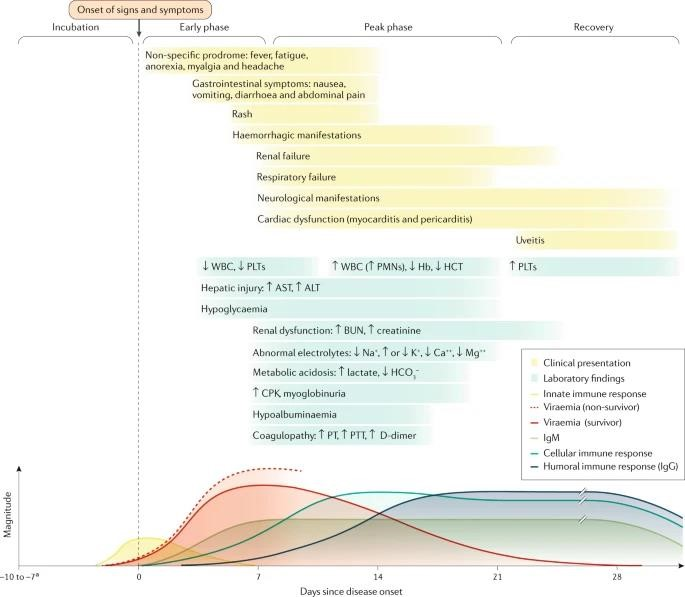 Onset of signs and symptoms
Incubation
Early phase
Peak phase
Recovery
Non-specific prodrome: fever, fatigue,
anorexia, myalgia and headache
Gastrointestinal symptoms: nausea,
vomiting, diarrhoea and abdominal pain
Rash
Haemorrhagic manifestations
Renal failure
Respiratory failure
Neurological manifestations
Cardiac dysfunction (myocarditis and pericarditis)
Uveitis
↓ WBC, ↓ PLTs
↑ WBC (↑ PMNs), ↓ Hb, ↓ HCT
↑ PLTs
Hepatic injury: ↑ AST, ↑ ALT
Hypoglycaemia
Renal dysfunction: ↑ BUN, ↑ creatinine
Abnormal electrolytes: ↓ Na⁺, ↑ or ↓ K⁺, ↓ Ca⁺⁺, ↓ Mg⁺⁺
Metabolic acidosis: ↑ lactate, ↓ HCO₃⁻
↑ CPK, myoglobinuria
Hypoalbuminaemia
Coagulopathy: ↑ PT, ↑ PTT, ↑ D-dimer
Clinical presentation
Laboratory findings
Innate immune response
Viraemia (non-survivor)
Viraemia (survivor)
IgM
Cellular immune response
Humoral immune response (IgG)
Magnitude
–10 to –7ᵃ
0
7
14
21
28
Days since disease onset